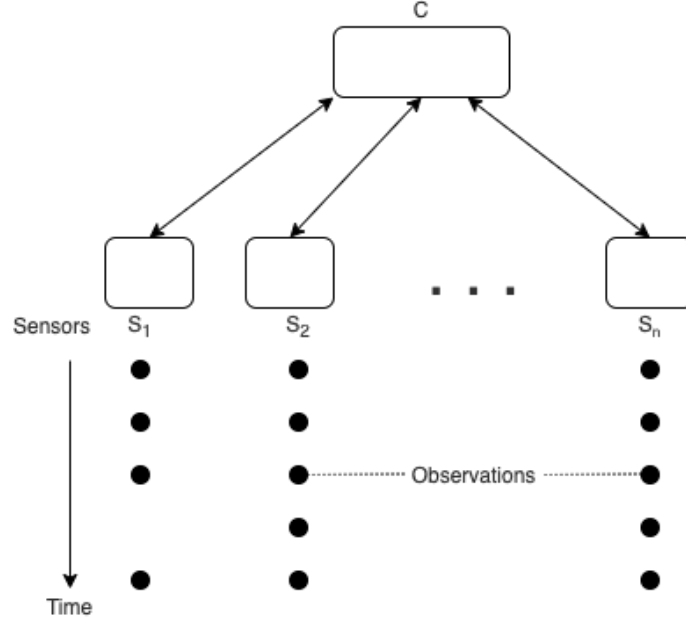 C
Sensors S₁ S₂ . . . Sₙ
Observations
Time